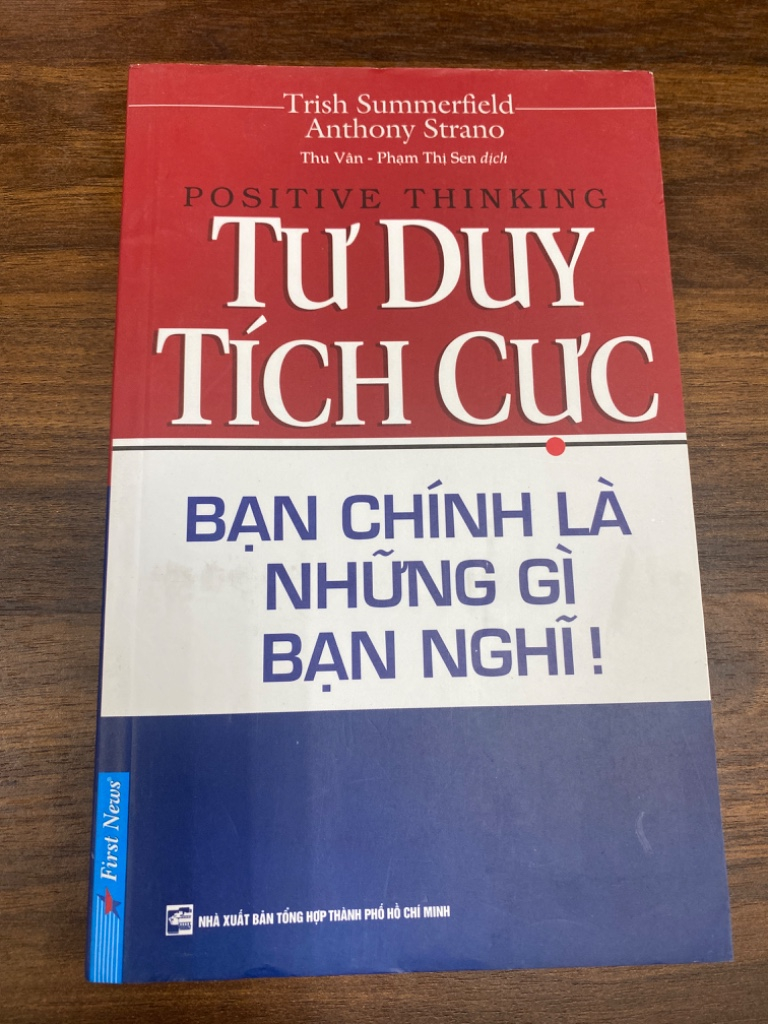 Trish Summerfield
Anthony Strano
Thu Vân - Phạm Thị Sen dịch
POSITIVE THINKING
TƯ DUY
TÍCH CỰC
BẠN CHÍNH LÀ
NHỮNG GÌ
BẠN NGHĨ !
First News®
NHÀ XUẤT BẢN TỔNG HỢP THÀNH PHỐ HỒ CHÍ MINH